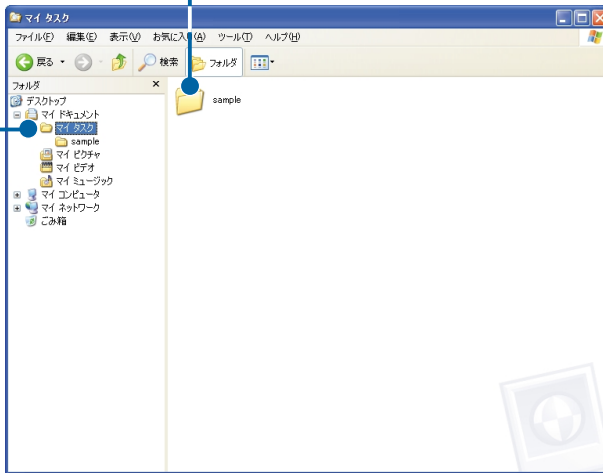 マイ タスク
ファイル(F) 編集(E) 表示(V) お気に入り(A) ツール(T) ヘルプ(H)
戻る 検索 フォルダ
フォルダ
デスクトップ
マイ ドキュメント
マイ タスク
sample
マイ ピクチャ
マイ ビデオ
マイ ミュージック
マイ コンピュータ
マイ ネットワーク
ごみ箱
sample